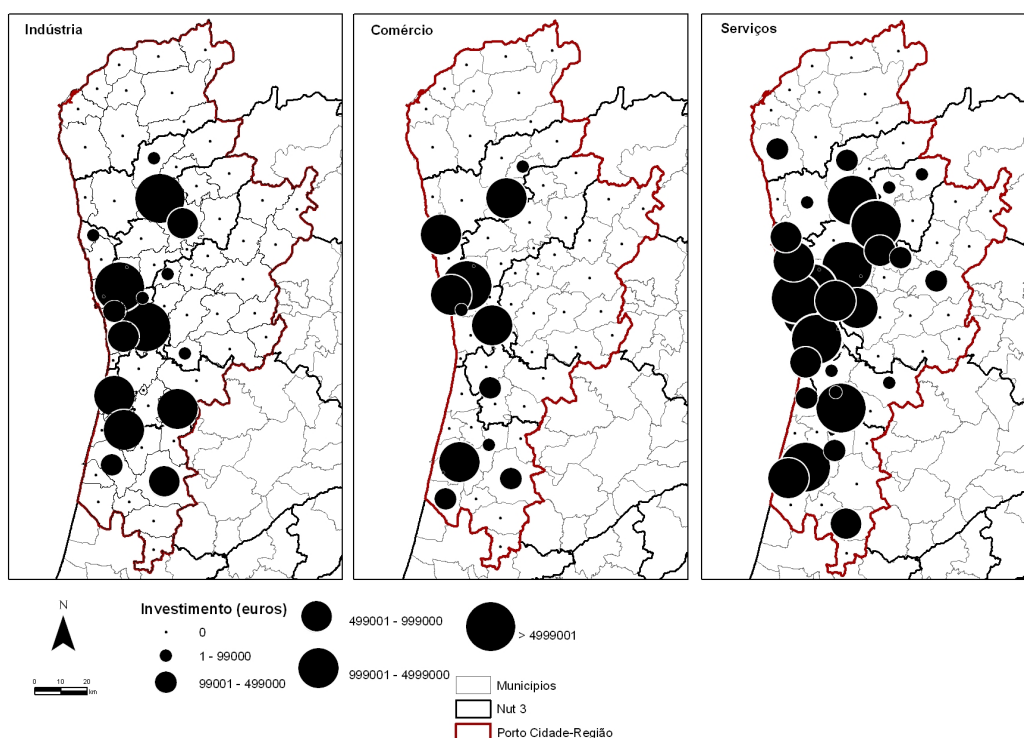 Indústria
Comércio
Serviços
N
0 10 20
km
Investimento (euros)
0
1 - 99000
99001 - 499000
499001 - 999000
999001 - 4999000
> 4999001
Municípios
Nut 3
Porto Cidade-Região